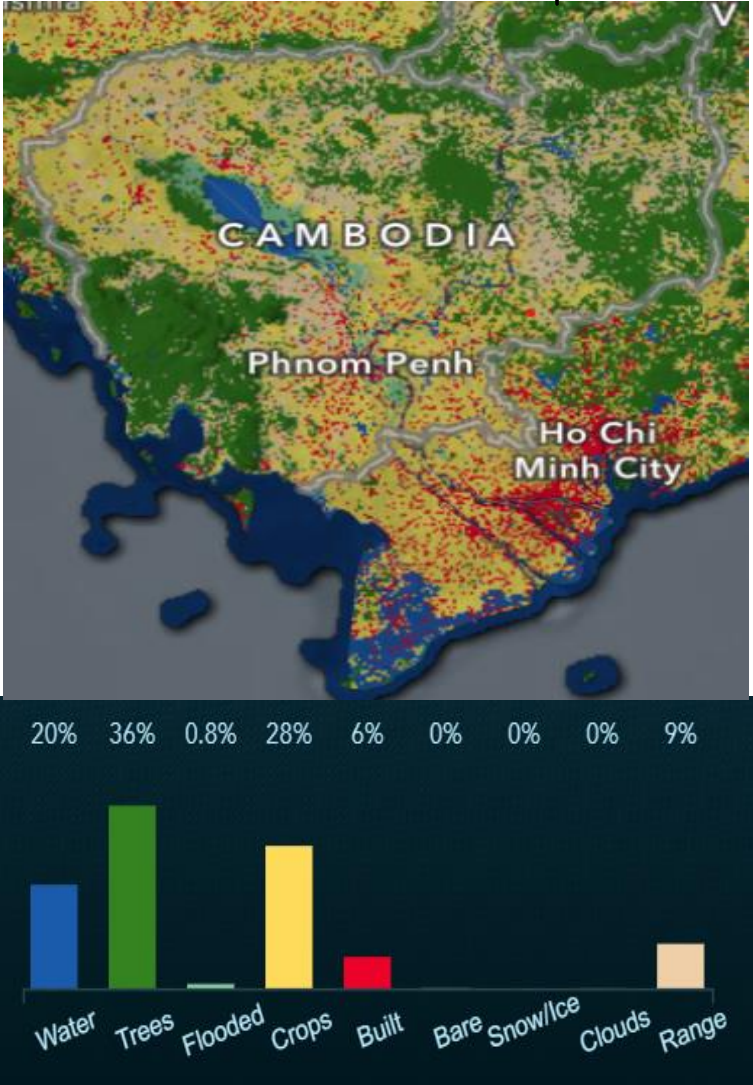 V
CAMBODIA
Phnom Penh
Ho Chi
Minh City
20% 36% 0.8% 28% 6% 0% 0% 0% 9%
Water Trees Flooded Crops Built Bare Snow/Ice Clouds Range